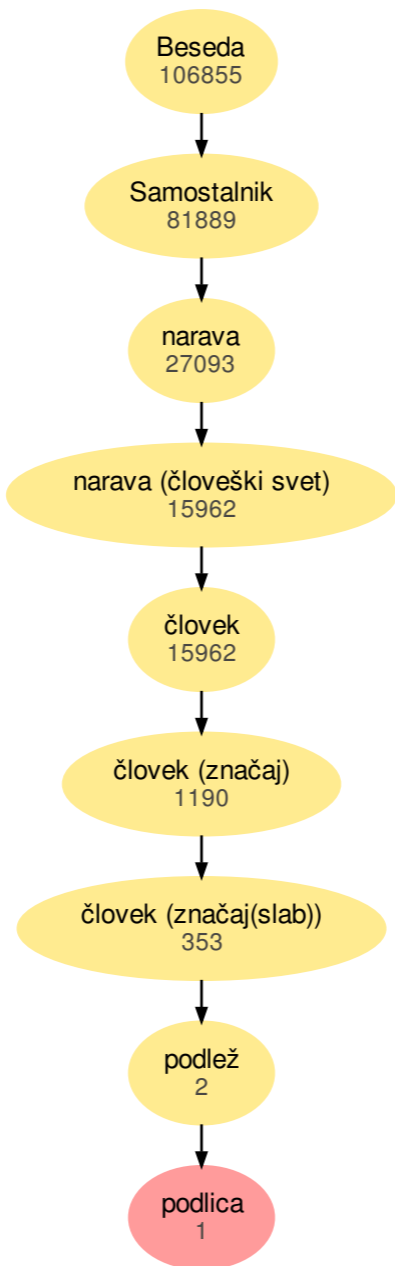 Beseda
106855
Samostalnik
81889
narava
27093
narava (človeški svet)
15962
človek
15962
človek (značaj)
1190
človek (značaj(slab))
353
podlež
2
podlica
1